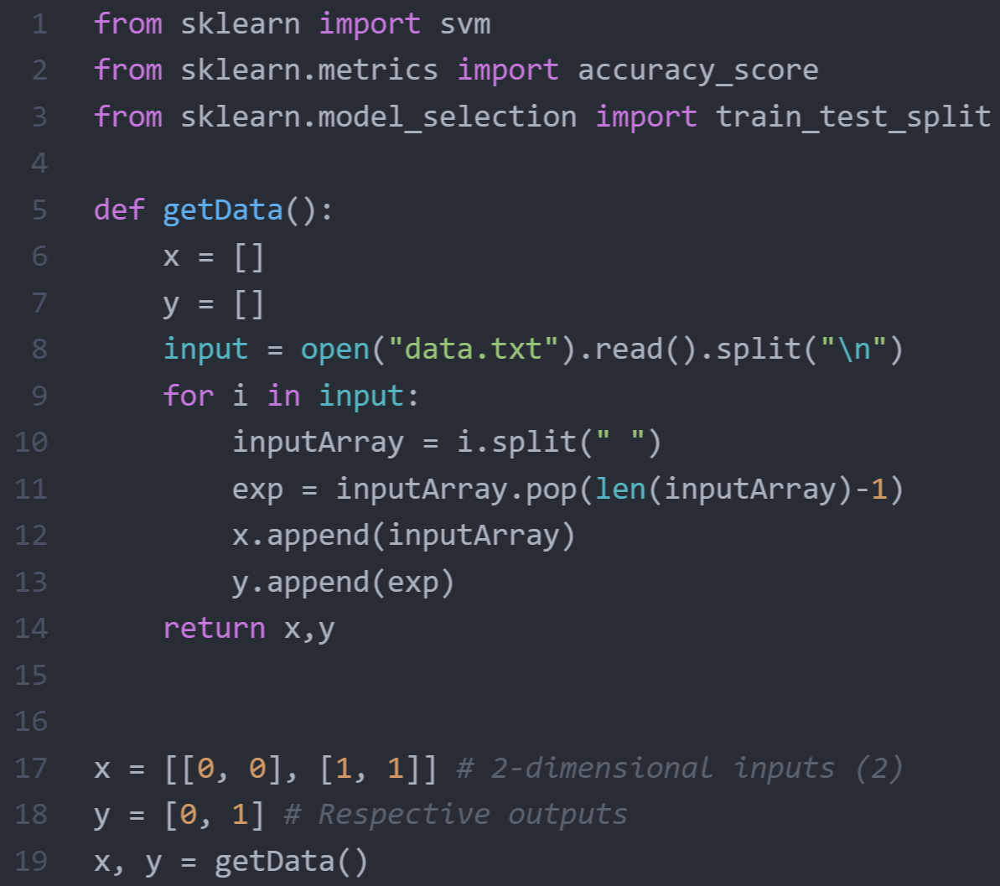 1 from sklearn import svm
2 from sklearn.metrics import accuracy_score
3 from sklearn.model_selection import train_test_split
4
5 def getData():
6     x = []
7     y = []
8     input = open("data.txt").read().split("\n")
9     for i in input:
10         inputArray = i.split(" ")
11         exp = inputArray.pop(len(inputArray)-1)
12         x.append(inputArray)
13         y.append(exp)
14     return x,y
15
16
17 x = [[0, 0], [1, 1]] # 2-dimensional inputs (2)
18 y = [0, 1] # Respective outputs
19 x, y = getData()